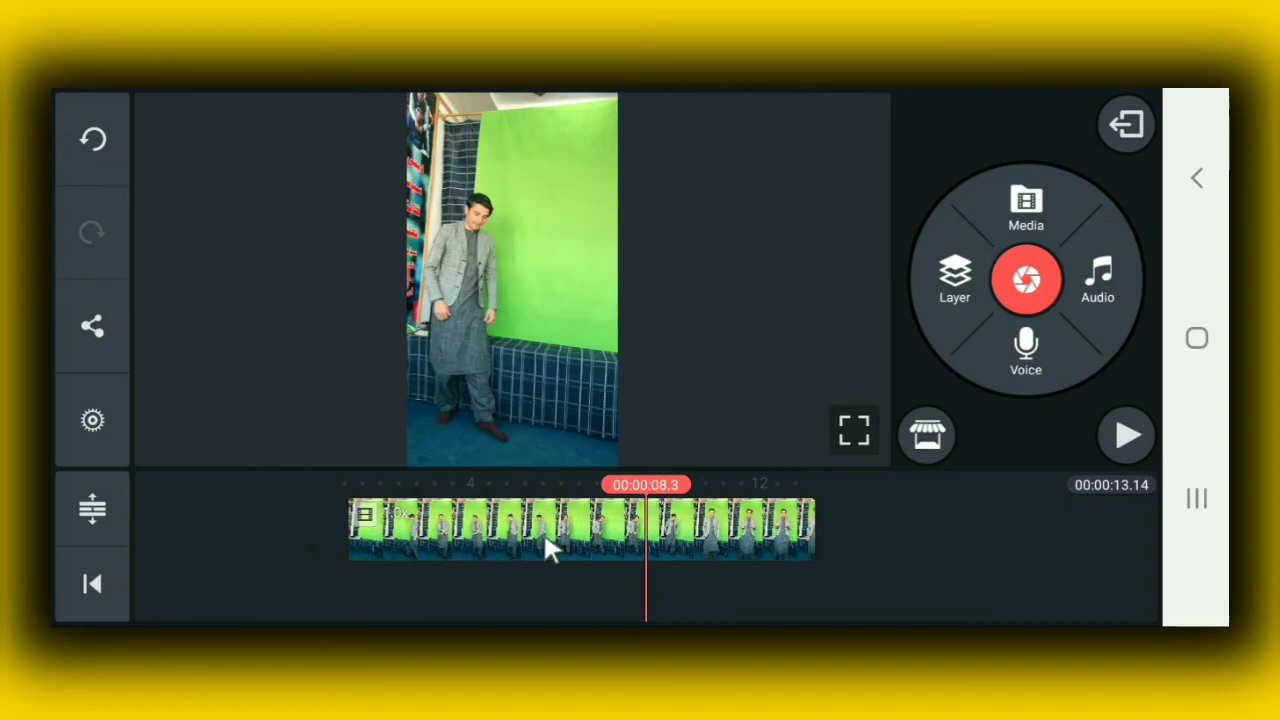 Media
Layer
Audio
Voice
4
00:00:08.3
12
00:00:13.14